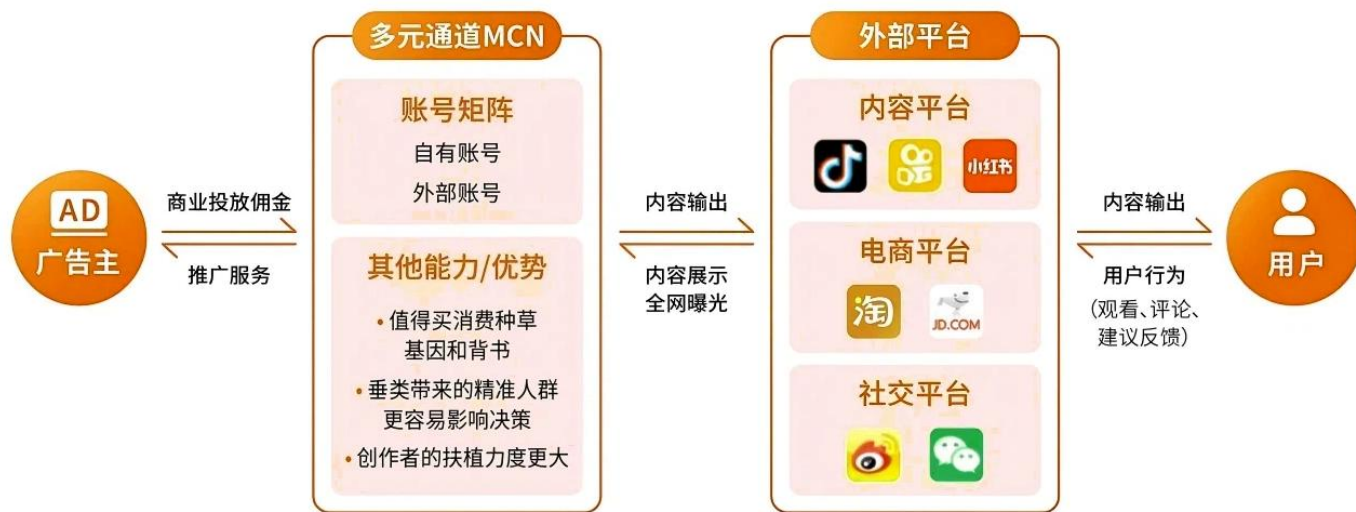 多元通道MCN
外部平台
账号矩阵
自有账号
外部账号
其他能力/优势
•值得买消费种草
基因和背书
•垂类带来的精准人群
更容易影响决策
•创作者的扶植力度更大
AD
广告主
商业投放佣金
推广服务
内容输出
内容展示
全网曝光
内容平台
小红书
电商平台
淘
JD.COM
社交平台
内容输出
用户行为
(观看、评论、
建议反馈)
用户